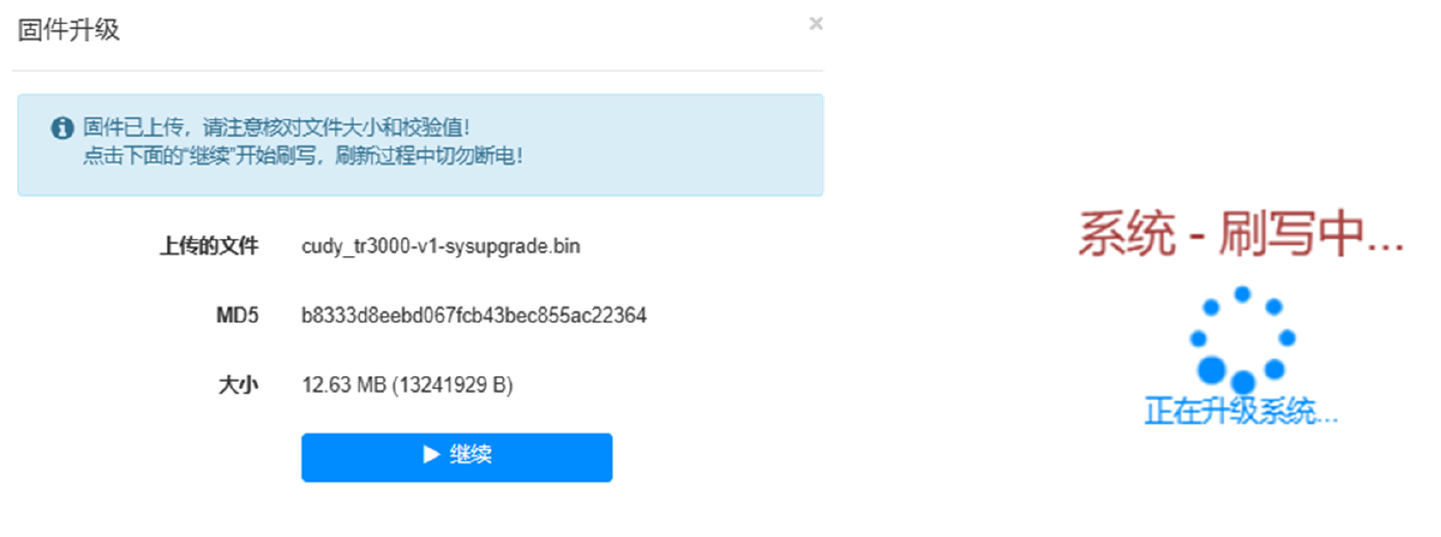 固件升级
×
固件已上传，请注意核对文件大小和校验值！
点击下面的“继续”开始刷写，刷新过程中切勿断电！
上传的文件 cudy_tr3000-v1-sysupgrade.bin
MD5 b8333d8eebd067fcb43bec855ac22364
大小 12.63 MB (13241929 B)
继续
系统 - 刷写中...
正在升级系统...